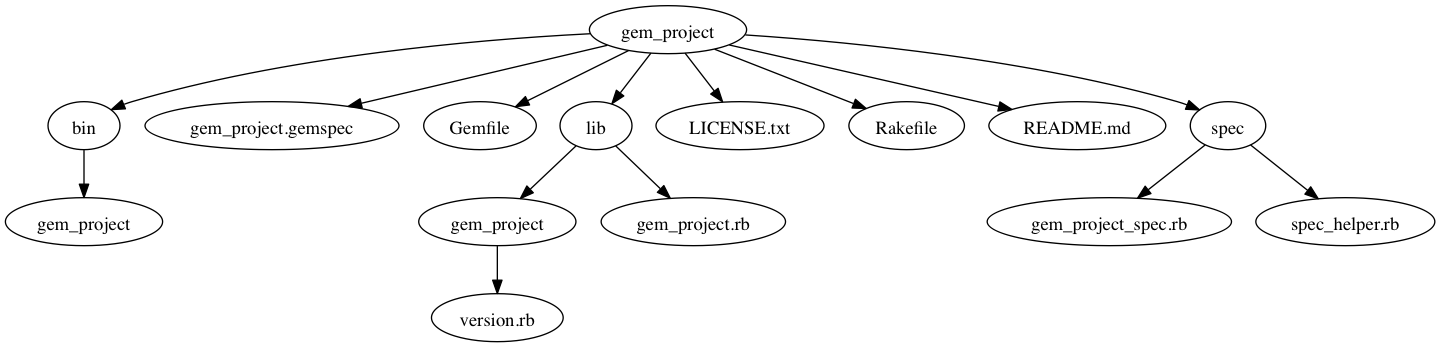 gem_project
bin
gem_project.gemspec
Gemfile
lib
LICENSE.txt
Rakefile
README.md
spec
gem_project
gem_project
gem_project.rb
gem_project_spec.rb
spec_helper.rb
version.rb